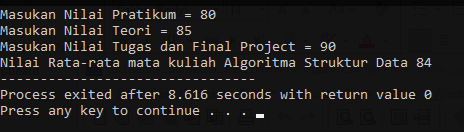 Masukan Nilai Pratikum = 80
Masukan Nilai Teori = 85
Masukan Nilai Tugas dan Final Project = 90
Nilai Rata-rata mata kuliah Algoritma Struktur Data 84
--------------------------------
Process exited after 8.616 seconds with return value 0
Press any key to continue . . .